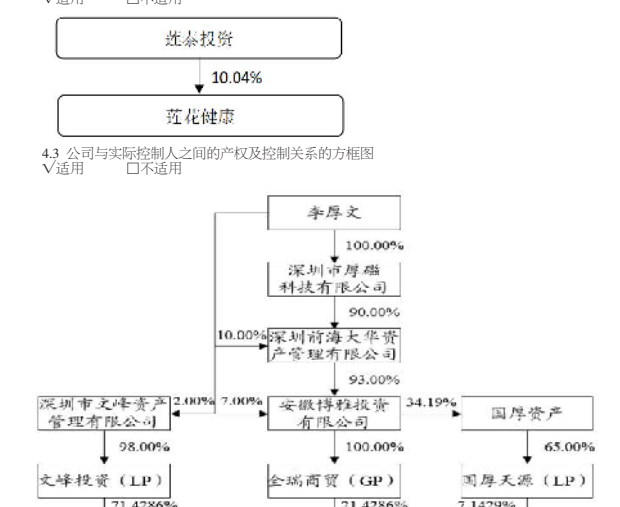 √适用 □不适用
莲泰投资
10.04%
莲花健康
4.3 公司与实际控制人之间的产权及控制关系的方框图
√适用 □不适用
李厚文
100.00%
深圳市厚磁
科技有限公司
90.00%
10.00%
深圳前海大华资
产管理有限公司
93.00%
深圳市文峰资产
管理有限公司
2.00%
7.00%
安徽博雅投资
有限公司
34.19%
国厚资产
98.00%
100.00%
65.00%
文峰投资（LP）
金瑞商贸（GP）
国厚天源（LP）
71.4286%
21.4286%
7.1429%